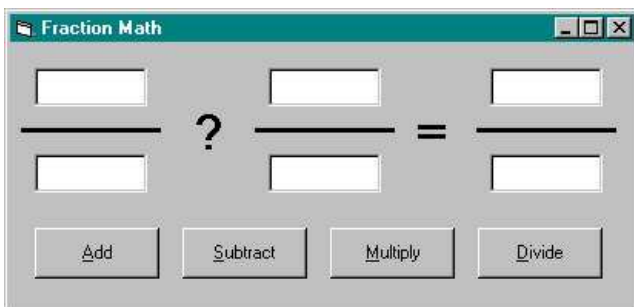 Fraction Math
? =
Add Subtract Multiply Divide